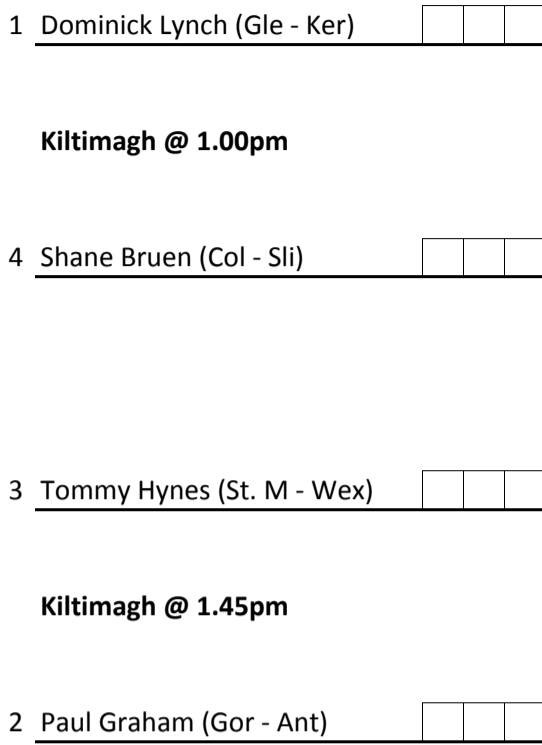 1 Dominick Lynch (Gle - Ker)
Kiltimagh @ 1.00pm
4 Shane Bruen (Col - Sli)
3 Tommy Hynes (St. M - Wex)
Kiltimagh @ 1.45pm
2 Paul Graham (Gor - Ant)